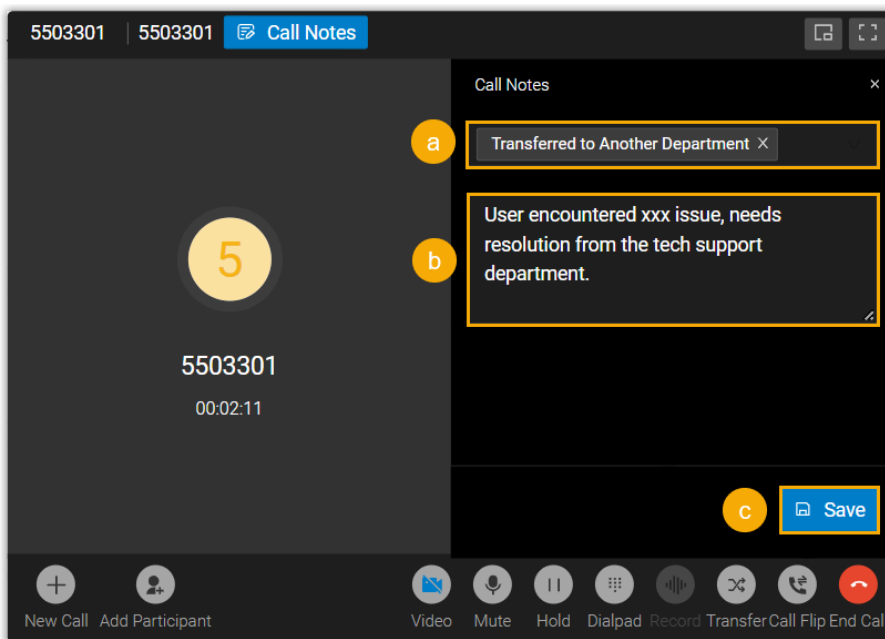 5503301 5503301 Call Notes
Call Notes
a
Transferred to Another Department
b
User encountered xxx issue, needs
resolution from the tech support
department.
5
5503301
00:02:11
c
Save
New Call Add Participant Video Mute Hold Dialpad Record Transfer Call Flip End Cal